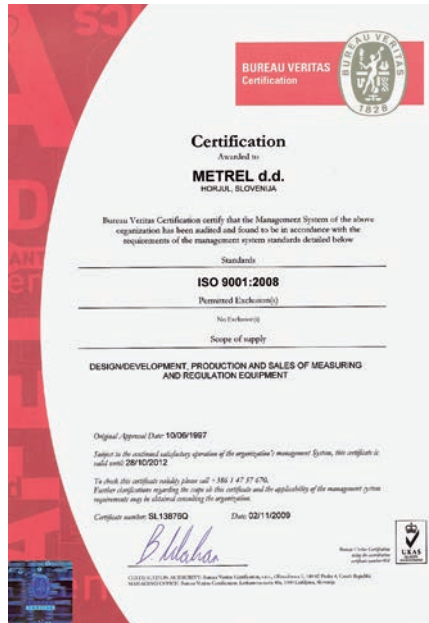 BUREAU VERITAS
Certification
BUREAU VERITAS
1828
Certification
Awarded to
METREL d.d.
HORJUL, SLOVENIJA
Bureau Veritas Certification certify that the Management System of the above
organization has been audited and found to be in accordance with the
requirements of the management system standards detailed below
Standards
ISO 9001:2008
Permitted Exclusion(s)
No Exclusion(s)
Scope of supply
DESIGN/DEVELOPMENT, PRODUCTION AND SALES OF MEASURING
AND REGULATION EQUIPMENT
Original Approval Date: 10/06/1997
Subject to the continued satisfactory operation of the organization's management System, this certificate is
valid until: 28/10/2012
To check this certificate validity please call +386 1 47 57 670.
Further clarifications regarding the scope of this certificate and the applicability of the management system
requirements may be obtained consulting the organization.
Certificate number: SL13876Q Date: 02/11/2009
UKAS